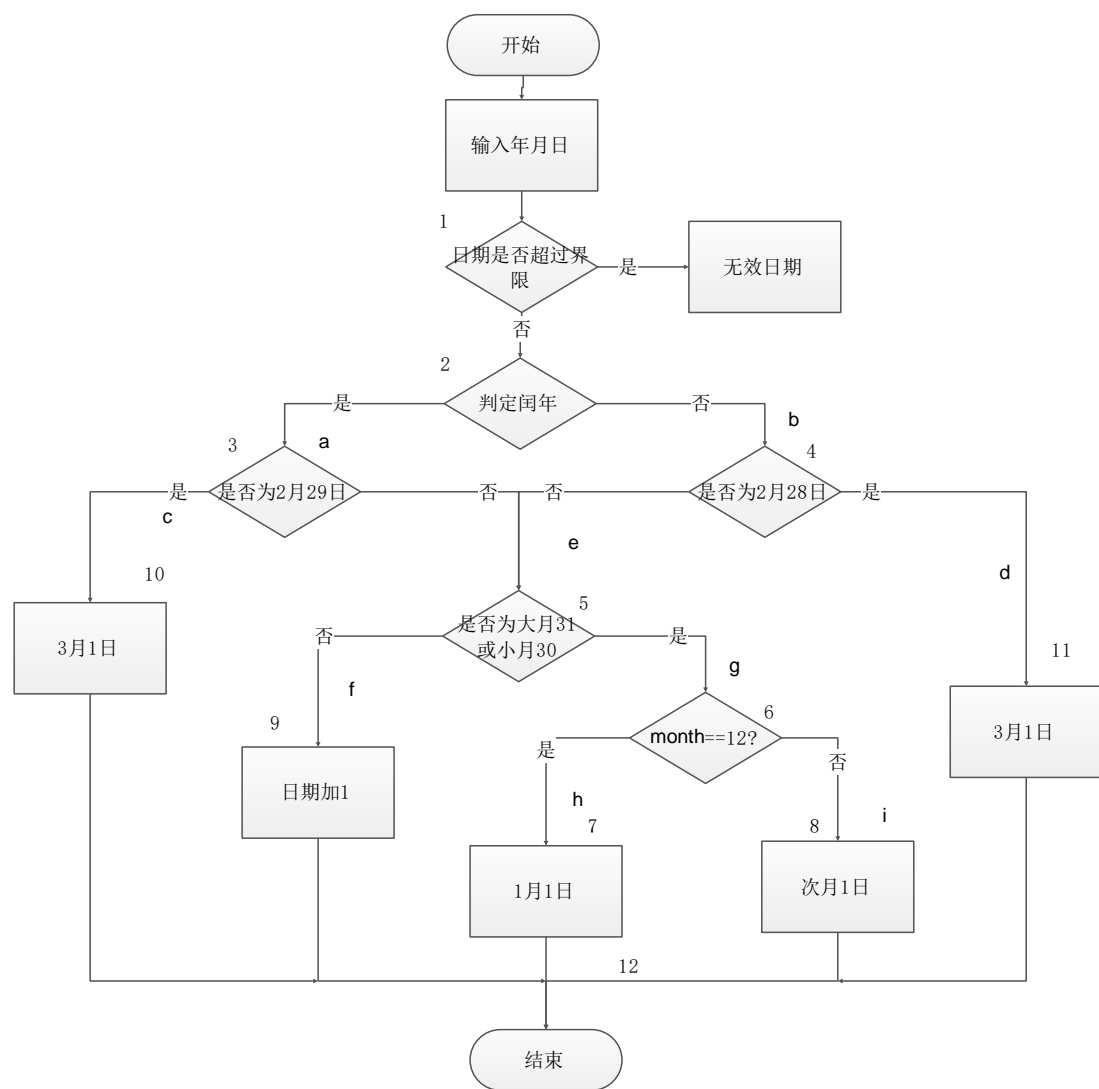 开始
输入年月日
1
日期是否超过界
限
是
无效日期
否
2
判定闰年
是
否
a
b
3
4
是否为2月29日
是否为2月28日
是
否
否
是
c
e
d
10
5
3月1日
是否为大月31
或小月30
否
是
11
f
g
9
6
month==12?
3月1日
是
否
日期加1
h
i
7
8
1月1日
次月1日
12
结束